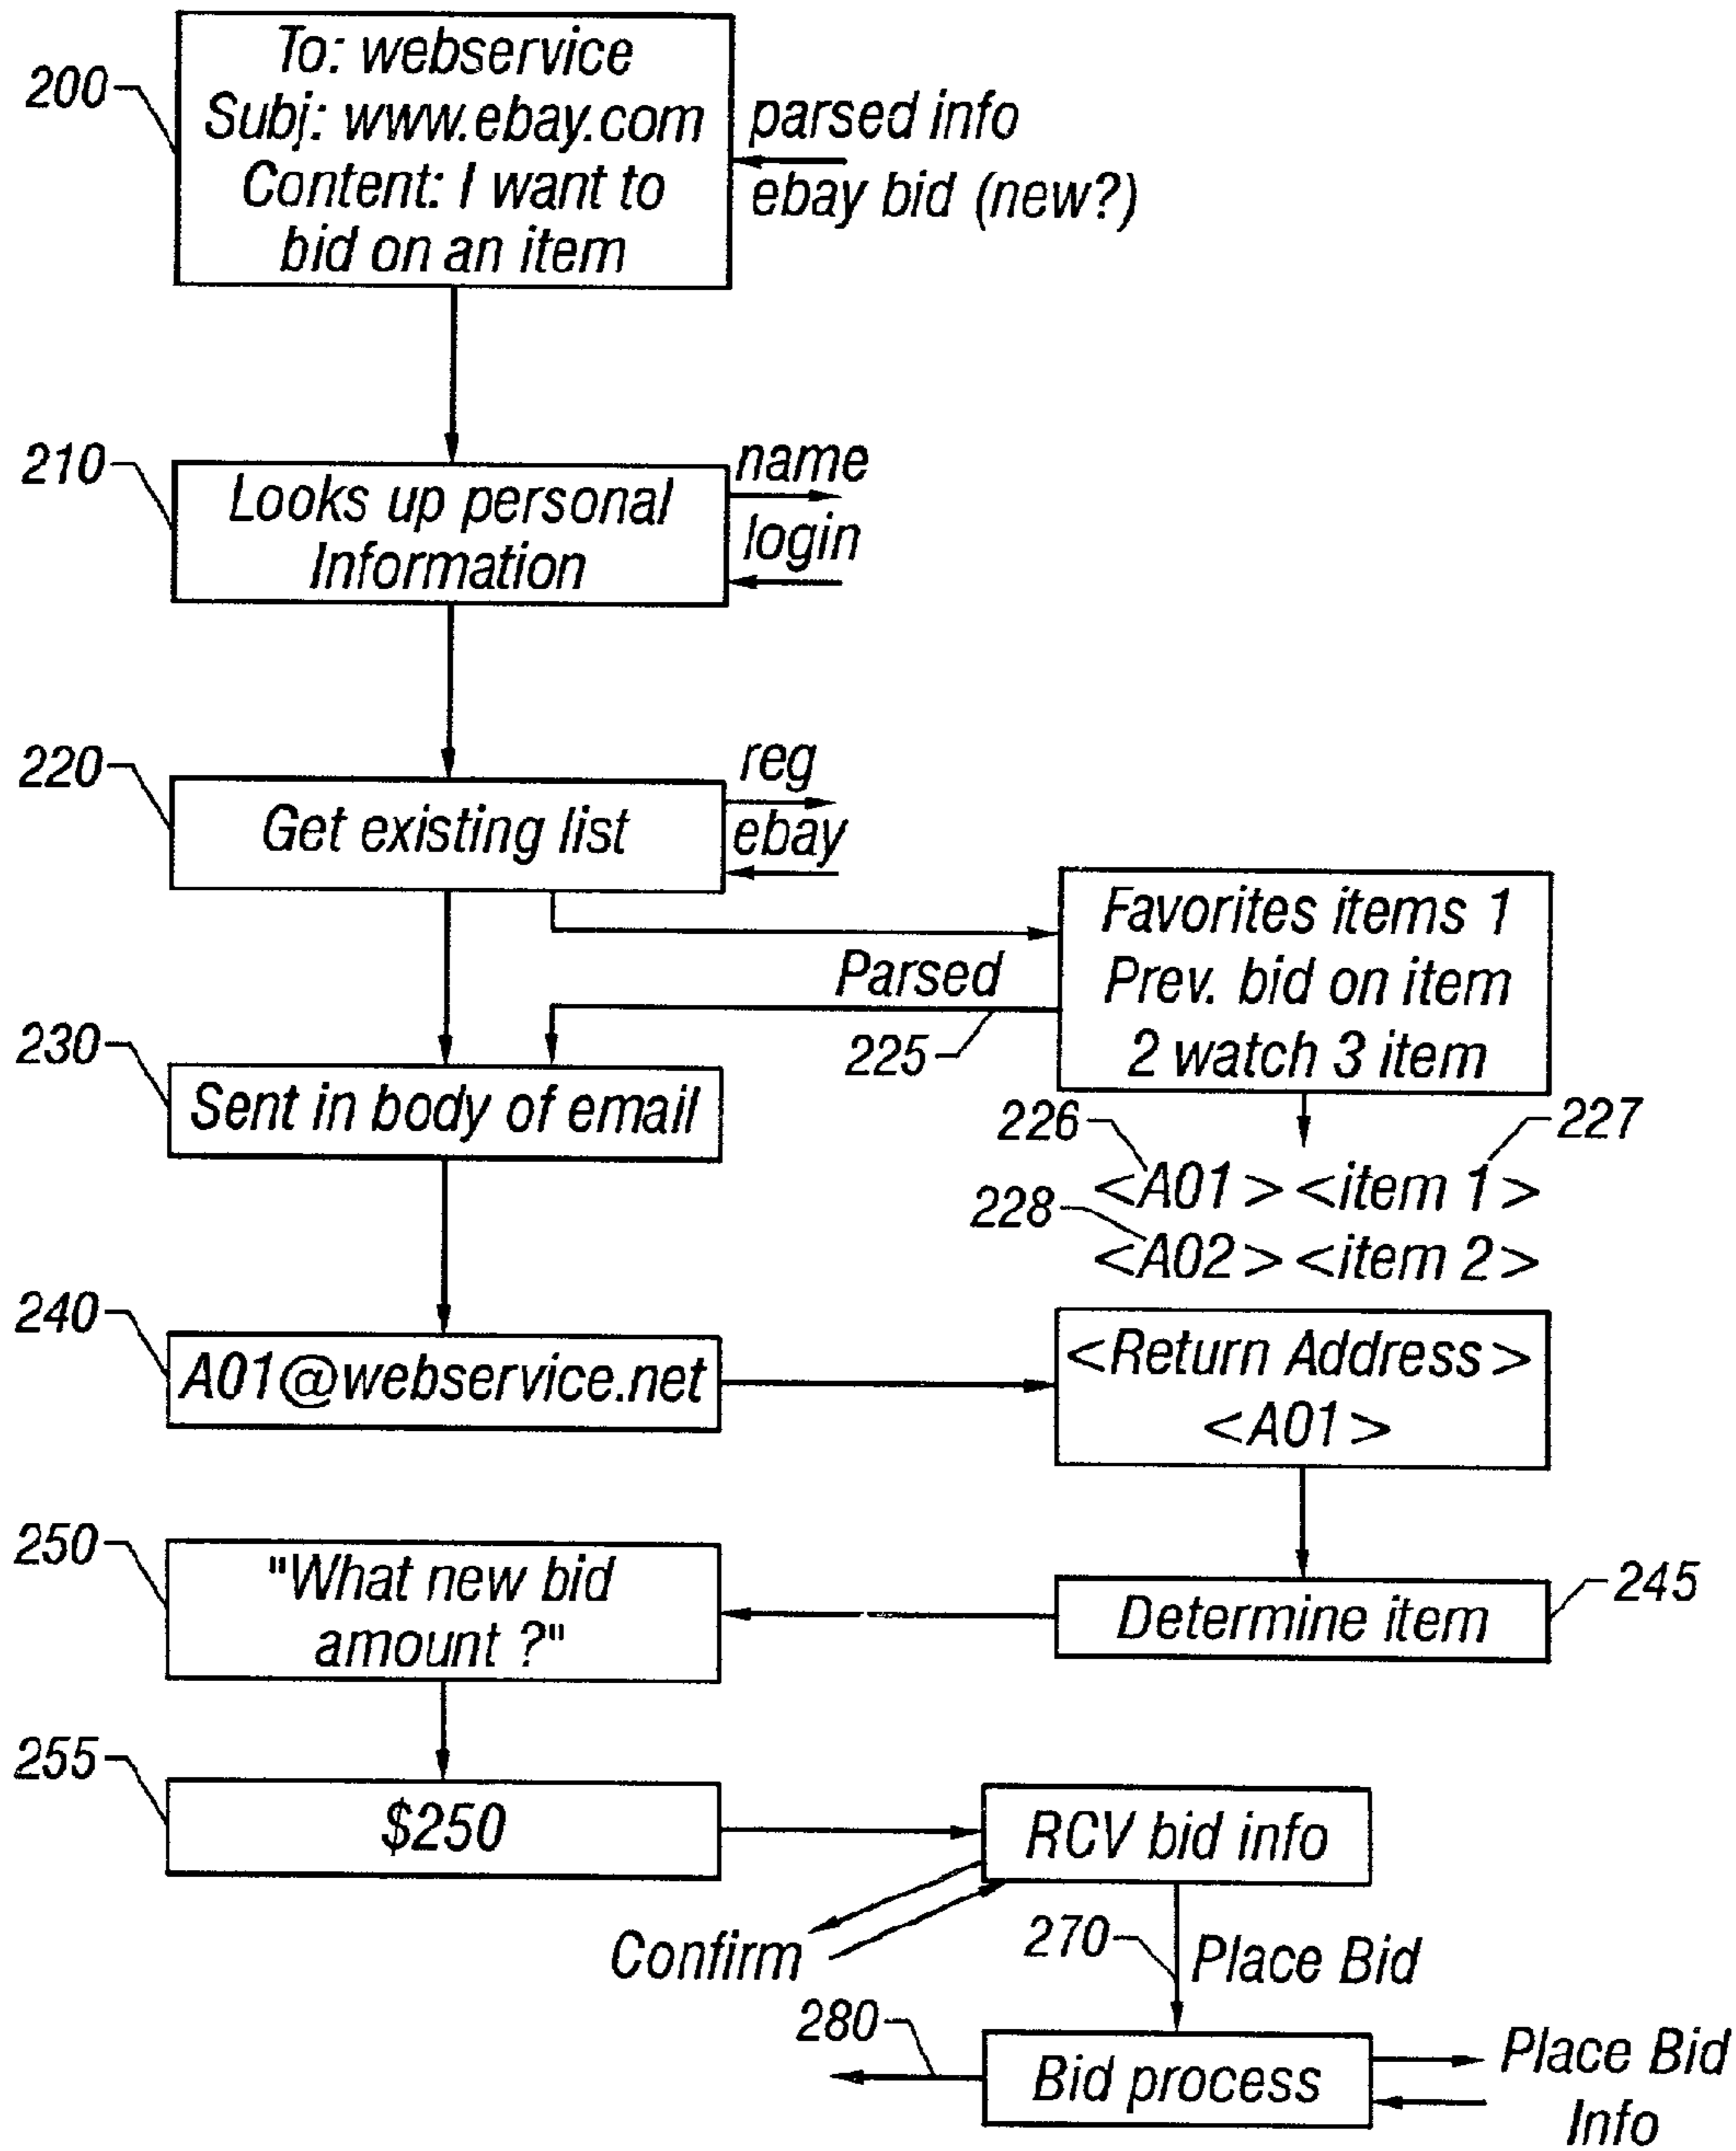 To: webservice
200
Subj: www.ebay.com
parsed info
Content: I want to
ebay bid (new?)
bid on an item
210
name
Looks up personal
login
Information
220
reg
Get existing list
ebay
Favorites items 1
Parsed
Prev. bid on item
225
2 watch 3 item
230
Sent in body of email
226
227
<A01> <item 1>
228
<A02> <item 2>
240
A01@webservice.net
<Return Address>
<A01>
250
"What new bid
amount ?"
245
Determine item
255
$250
RCV bid info
Confirm
270
Place Bid
280
Bid process
Place Bid
Info